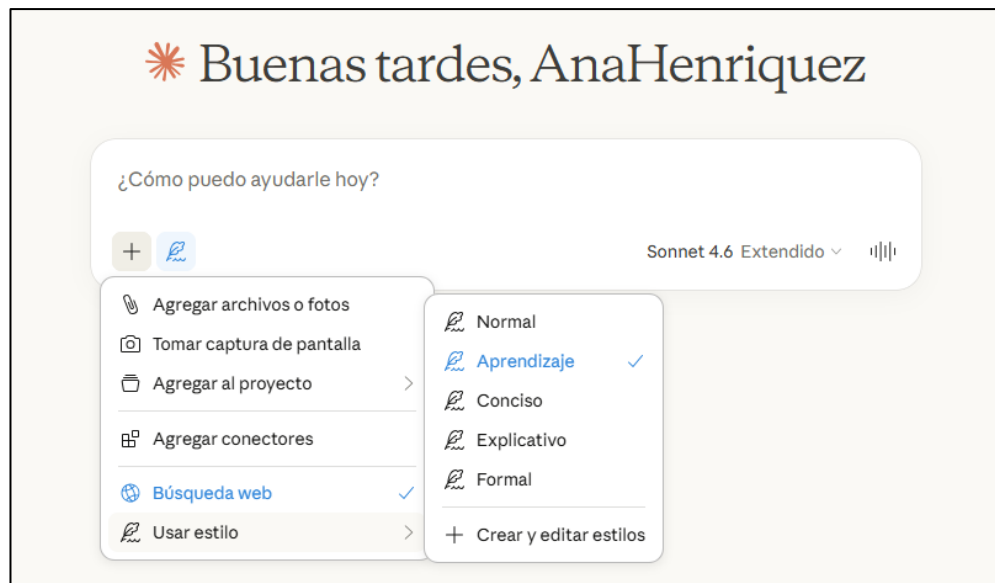 Buenas tardes, AnaHenriquez
¿Cómo puedo ayudarle hoy?
Sonnet 4.6 Extendido
Agregar archivos o fotos
Tomar captura de pantalla
Agregar al proyecto
Agregar conectores
Búsqueda web
Usar estilo
Normal
Aprendizaje
Conciso
Explicativo
Formal
Crear y editar estilos